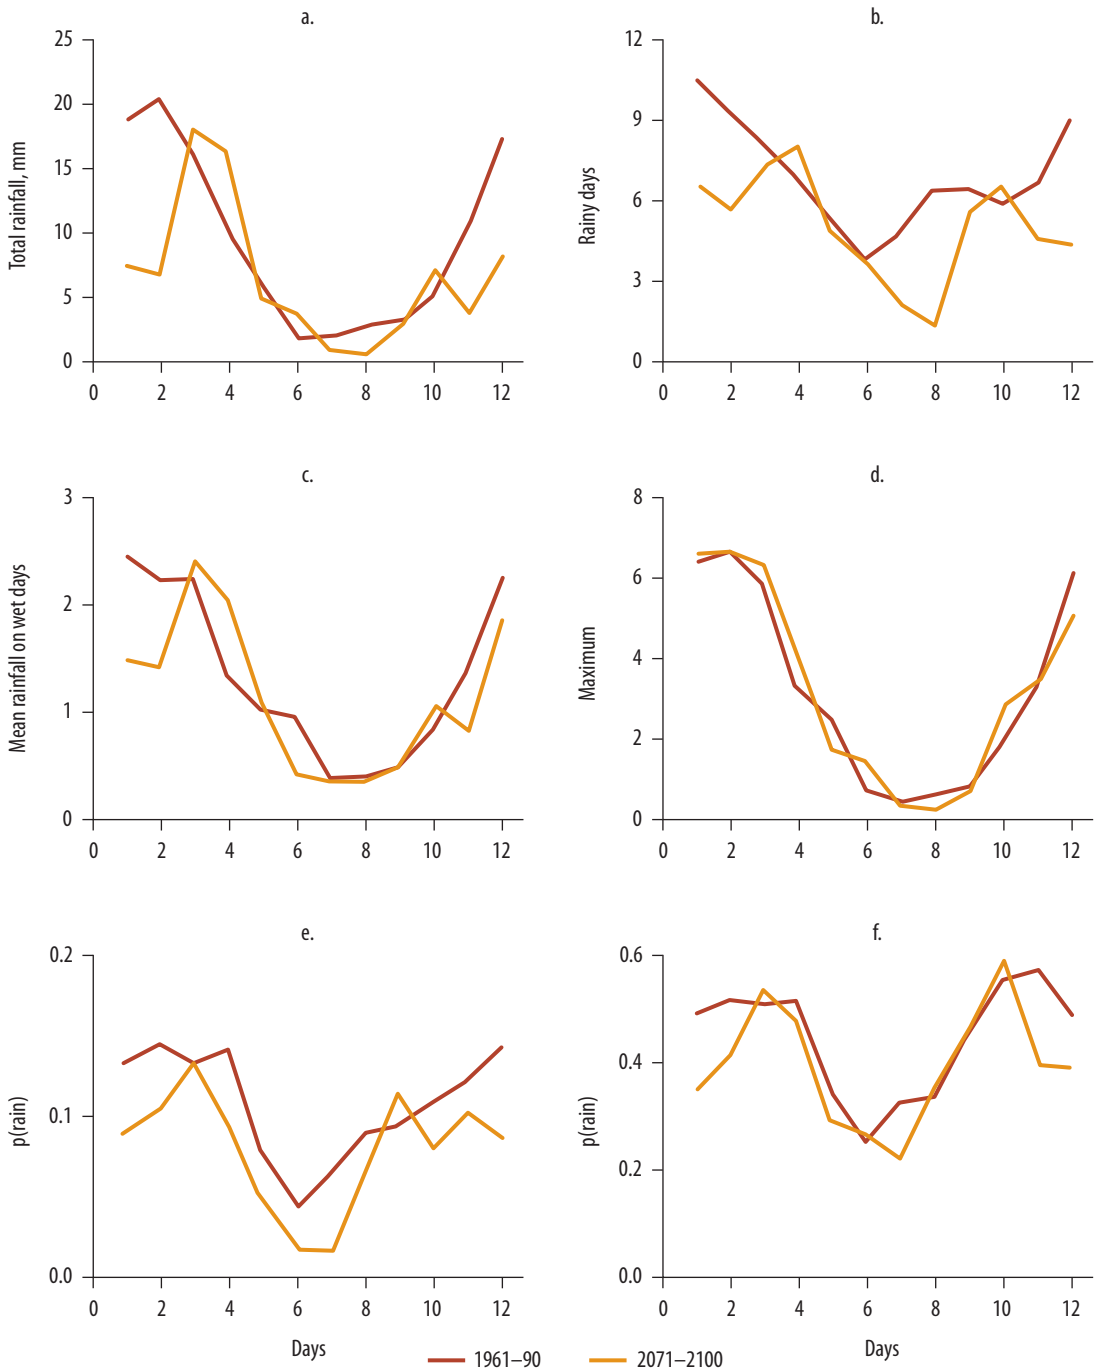 a.
Total rainfall, mm
25
20
15
10
5
0
0 2 4 6 8 10 12
b.
Rainy days
12
9
6
3
0
0 2 4 6 8 10 12
c.
Mean rainfall on wet days
3
2
1
0
0 2 4 6 8 10 12
d.
Maximum
8
6
4
2
0
0 2 4 6 8 10 12
e.
p(rain)
0.2
0.1
0.0
0 2 4 6 8 10 12
Days
f.
p(rain)
0.6
0.4
0.2
0.0
0 2 4 6 8 10 12
Days
1961–90 2071–2100